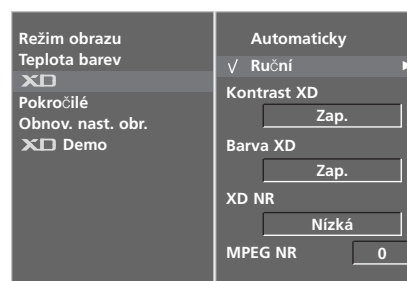 Režim obrazu
Teplota barev
XD
Pokročilé
Obnov. nast. obr.
XD Demo
Automaticky
√ Ruční
Kontrast XD
Zap.
Barva XD
Zap.
XD NR
Nízká
MPEG NR 0